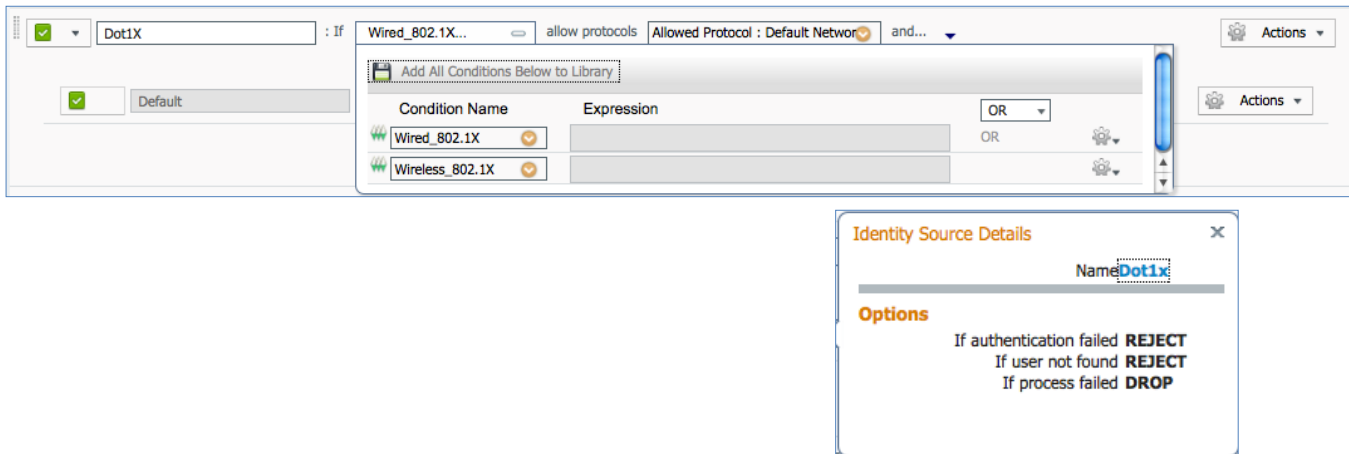 Dot1X : If Wired_802.1X... allow protocols Allowed Protocol : Default Networ and... Actions
Add All Conditions Below to Library
Default Actions
Condition Name Expression OR
Wired_802.1X OR
Wireless_802.1X
Identity Source Details
Name Dot1x
Options
If authentication failed REJECT
If user not found REJECT
If process failed DROP